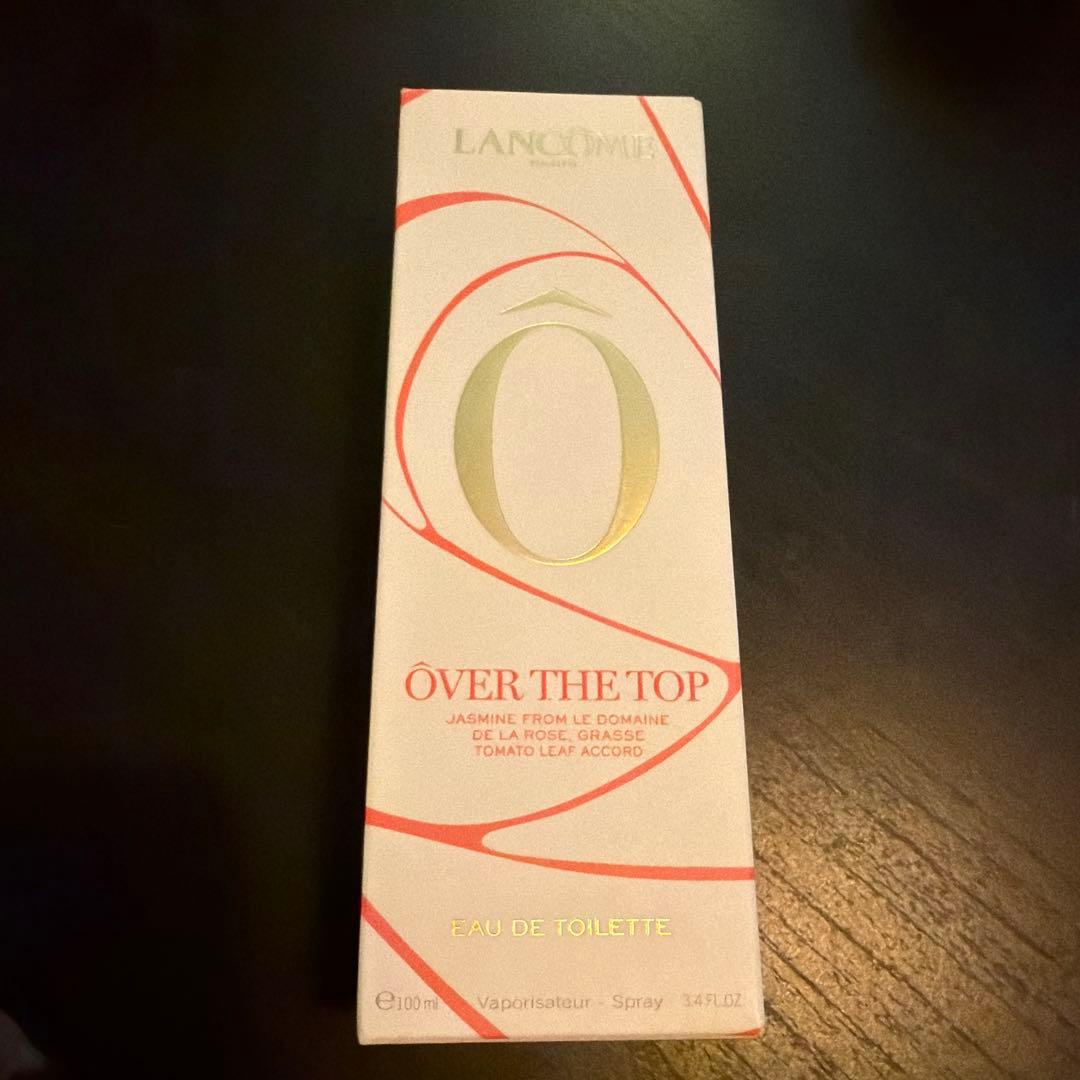 LANCÔME
PARIS
Ô
ÔVER THE TOP
JASMINE FROM LE DOMAINE
DE LA ROSE, GRASSE
TOMATO LEAF ACCORD
EAU DE TOILETTE
℮100 ml - Vaporisateur - Spray 3.4 FL.OZ.